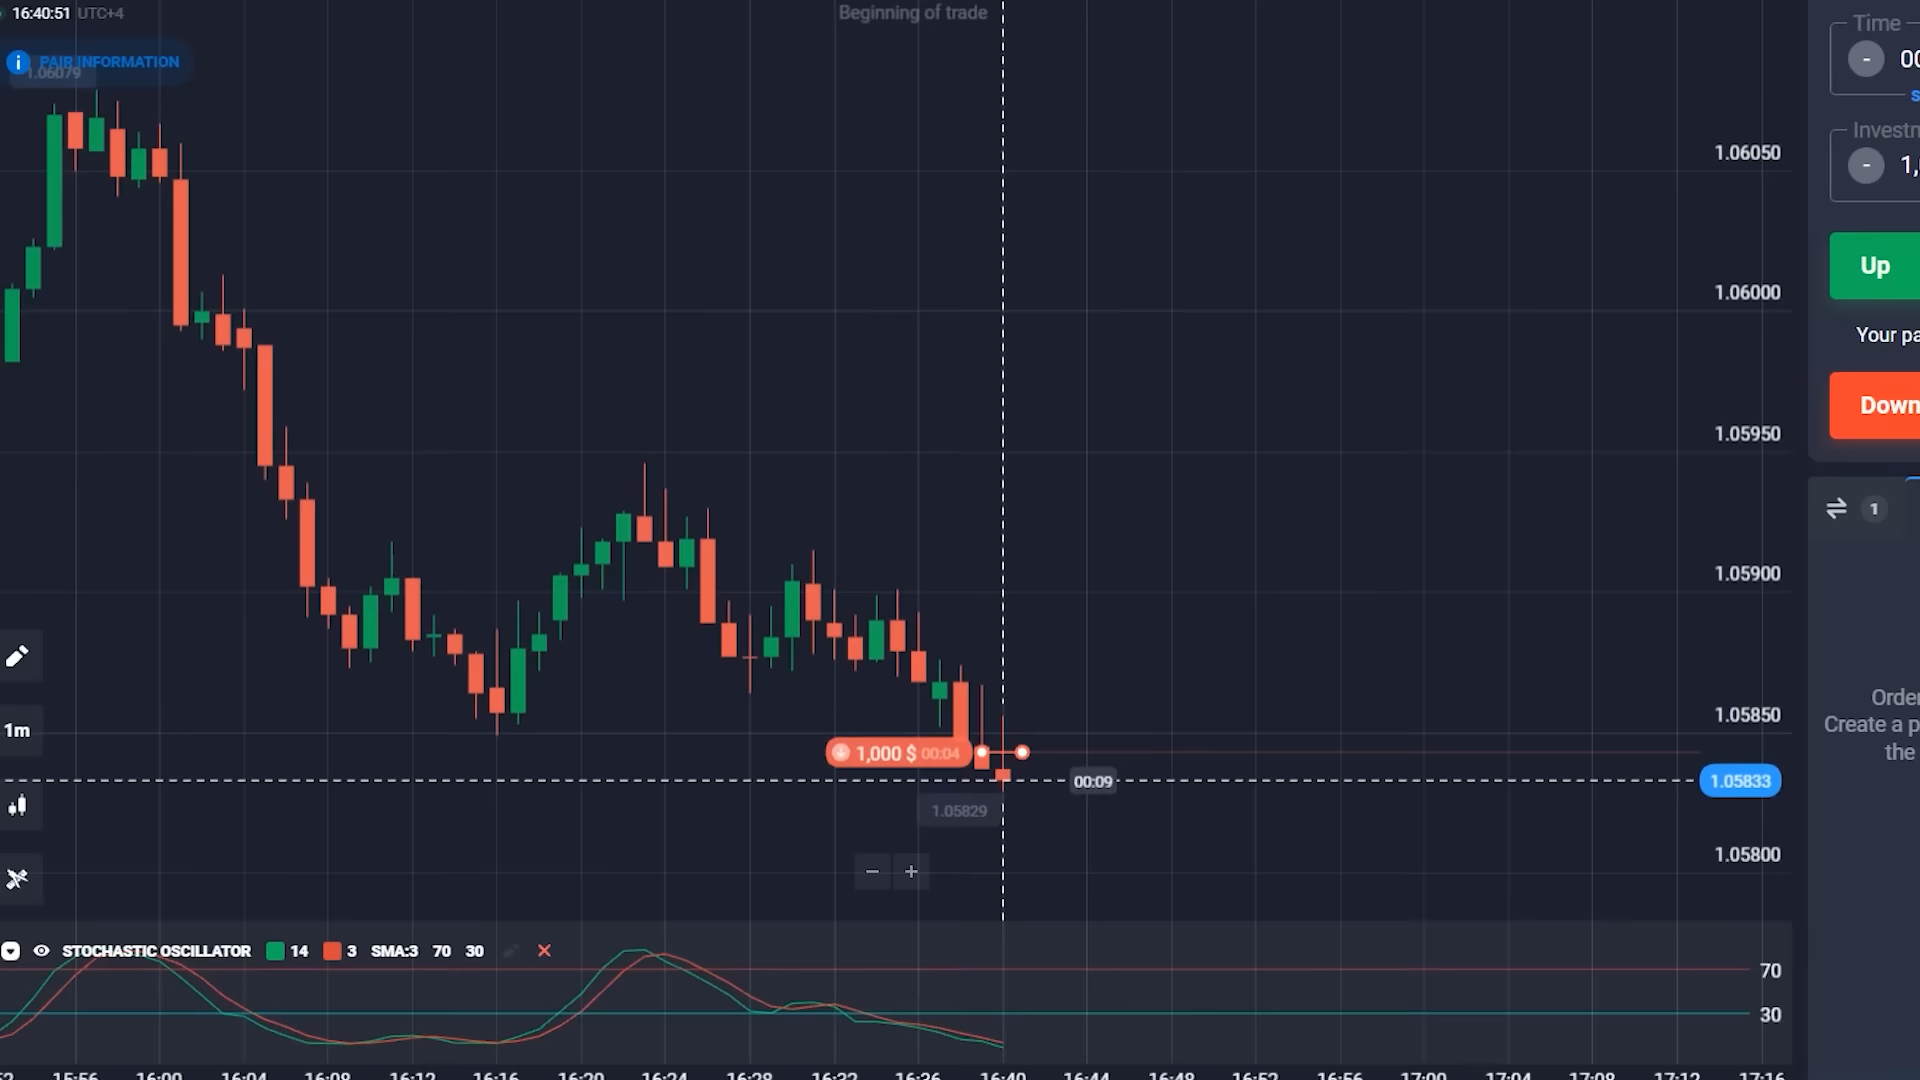 16:40:51 UTC+4
Beginning of trade
Time
PAIR INFORMATION
1.06079
-
Investm
-
1.06050
Up
1.06000
Your pa
Down
1.05950
1
1.05900
Order
1.05850
Create a p
1m
the
1,000 $ 00:04
00:09
1.05833
1.05829
1.05800
− +
STOCHASTIC OSCILLATOR 14 3 SMA:3 70 30
70
30
15:56 16:00 16:04 16:08 16:12 16:16 16:20 16:24 16:28 16:32 16:36 16:40 16:44 16:48 16:52 16:56 17:00 17:04 17:08 17:12 17:16